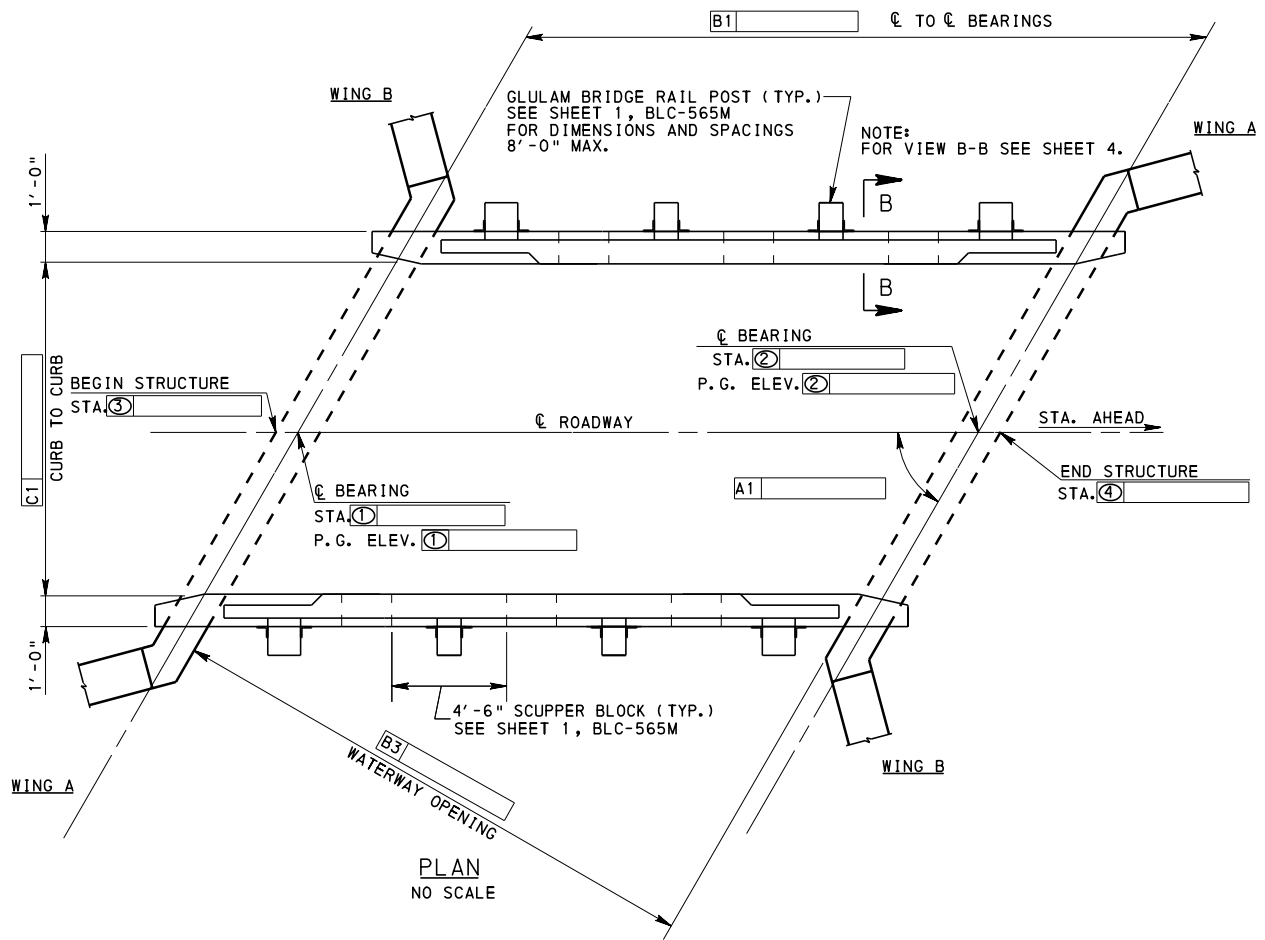 B1 ℄ TO ℄ BEARINGS
WING B
GLULAM BRIDGE RAIL POST (TYP.)
SEE SHEET 1, BLC-565M
FOR DIMENSIONS AND SPACINGS
8'-0" MAX.
NOTE:
FOR VIEW B-B SEE SHEET 4.
WING A
1'-0"
B
B
℄ BEARING
STA. 2
P.G. ELEV. 2
BEGIN STRUCTURE
STA. 3
C1
CURB TO CURB
℄ ROADWAY
STA. AHEAD
A1
END STRUCTURE
STA. 4
℄ BEARING
STA. 1
P.G. ELEV. 1
1'-0"
4'-6" SCUPPER BLOCK (TYP.)
SEE SHEET 1, BLC-565M
B3
WATERWAY OPENING
WING A
WING B
PLAN
NO SCALE